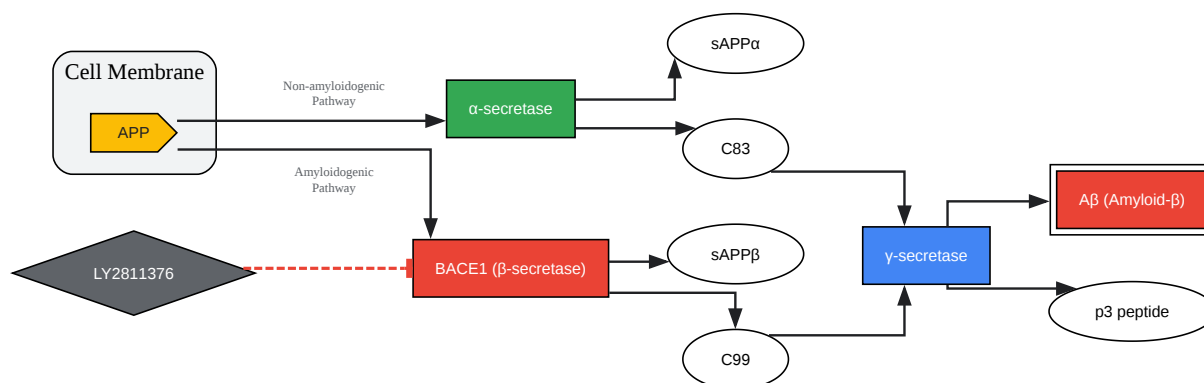 sAPPα
Cell Membrane
Non-amyloidogenic
Pathway
α-secretase
APP
C83
Amyloidogenic
Pathway
Aβ (Amyloid-β)
sAPPβ
γ-secretase
LY2811376
BACE1 (β-secretase)
p3 peptide
C99